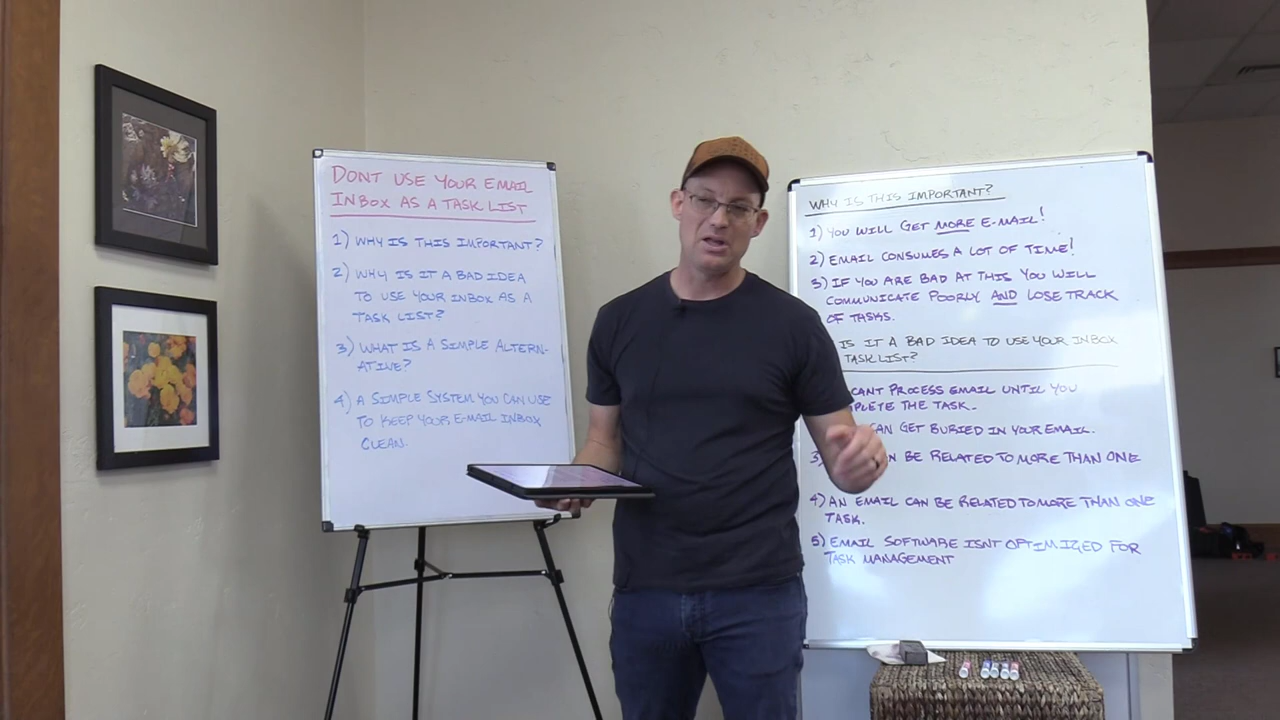 DONT USE YOUR EMAIL
INBOX AS A TASK LIST
1) WHY IS THIS IMPORTANT?
2) WHY IS IT A BAD IDEA
TO USE YOUR INBOX AS A
TASK LIST?
3) WHAT IS A SIMPLE ALTERN-
ATIVE?
4) A SIMPLE SYSTEM YOU CAN USE
TO KEEP YOUR E-MAIL INBOX
CLEAN.
WHY IS THIS IMPORTANT?
1) YOU WILL GET MORE E-MAIL!
2) EMAIL CONSUMES A LOT OF TIME!
3) IF YOU ARE BAD AT THIS YOU WILL
COMMUNICATE POORLY AND LOSE TRACK
OF TASKS.
IS IT A BAD IDEA TO USE YOUR INBOX
TASK LIST?
CANT PROCESS EMAIL UNTIL YOU
PLETE THE TASK.
CAN GET BURIED IN YOUR EMAIL.
3) N BE RELATED TO MORE THAN ONE
4) AN EMAIL CAN BE RELATED TO MORE THAN ONE
TASK.
5) EMAIL SOFTWARE ISNT OPTIMIZED FOR
TASK MANAGEMENT